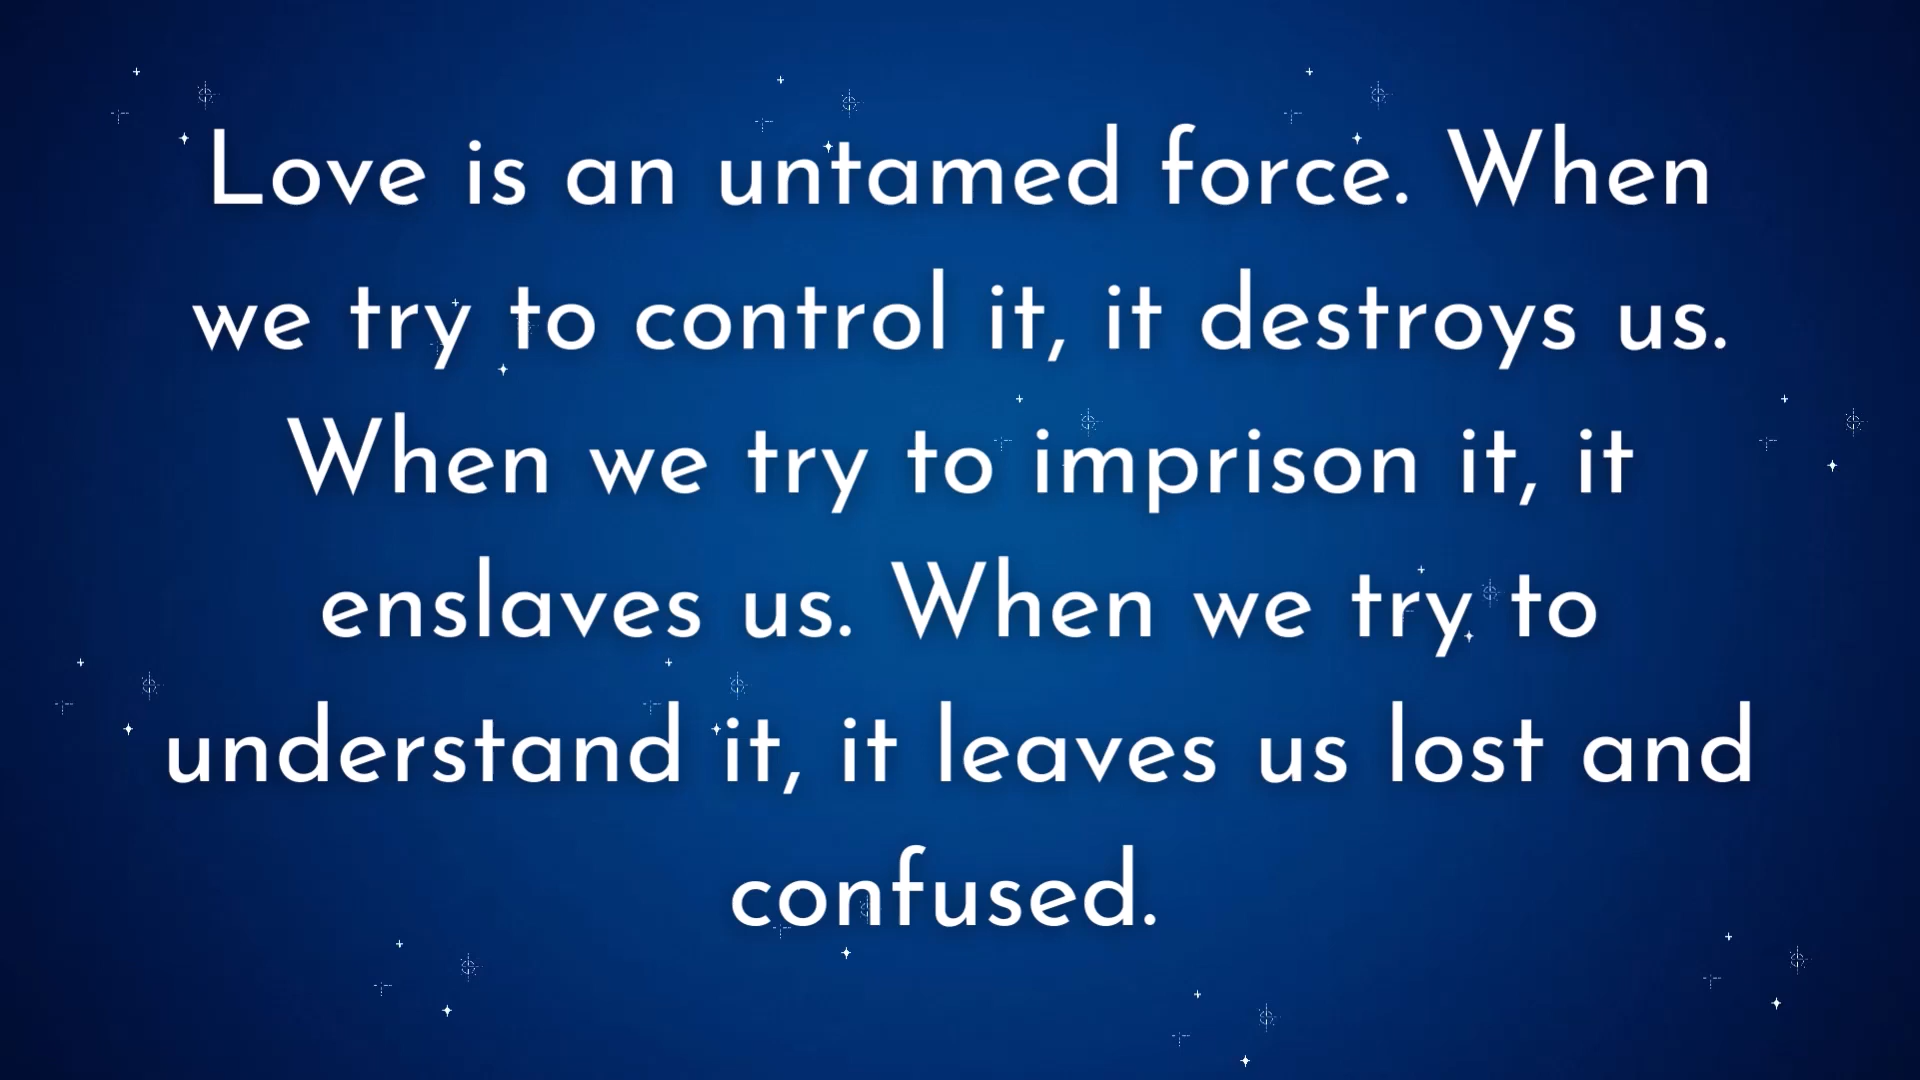 Love is an untamed force. When
we try to control it, it destroys us.
When we try to imprison it, it
enslaves us. When we try to
understand it, it leaves us lost and
confused.